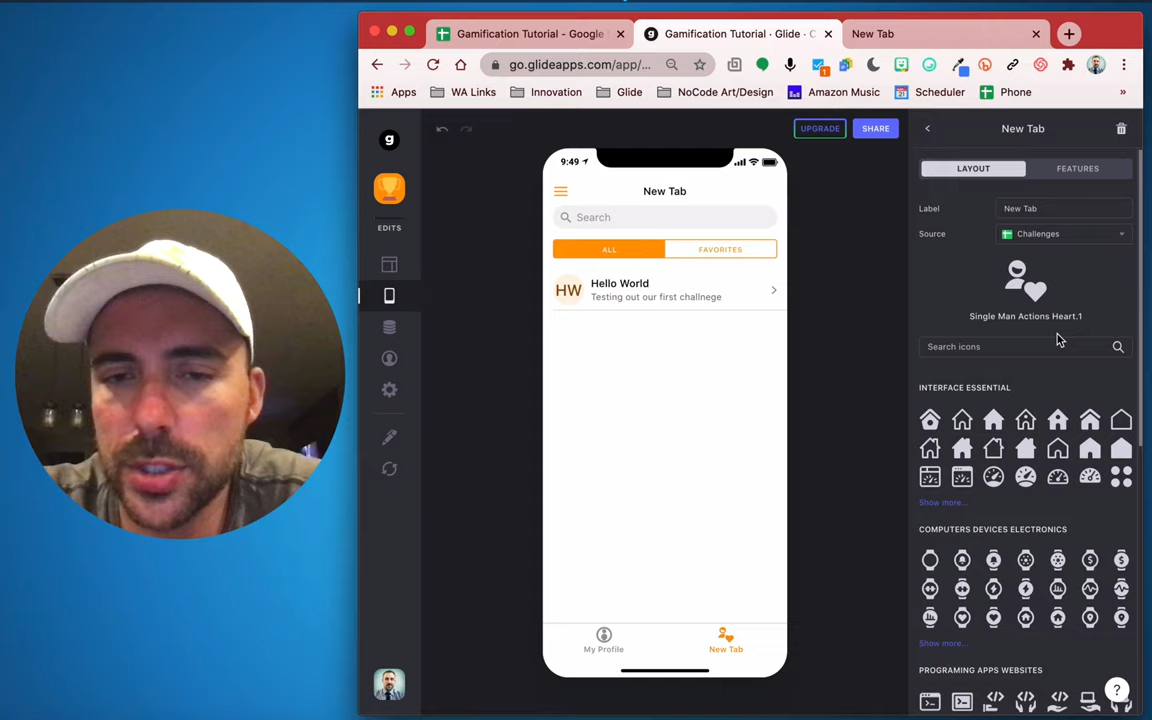 Gamification Tutorial - Google
Gamification Tutorial · Glide ·
New Tab
go.glideapps.com/app/...
1
Apps
WA Links
Innovation
Glide
NoCode Art/Design
Amazon Music
Scheduler
Phone
»
g
UPGRADE
SHARE
New Tab
EDITS
LAYOUT
FEATURES
Label
New Tab
Source
Challenges
Single Man Actions Heart.1
Search icons
INTERFACE ESSENTIAL
Show more...
COMPUTERS DEVICES ELECTRONICS
Show more...
PROGRAMING APPS WEBSITES
9:49
New Tab
Search
ALL
FAVORITES
HW
Hello World
Testing out our first challnege
My Profile
New Tab
?